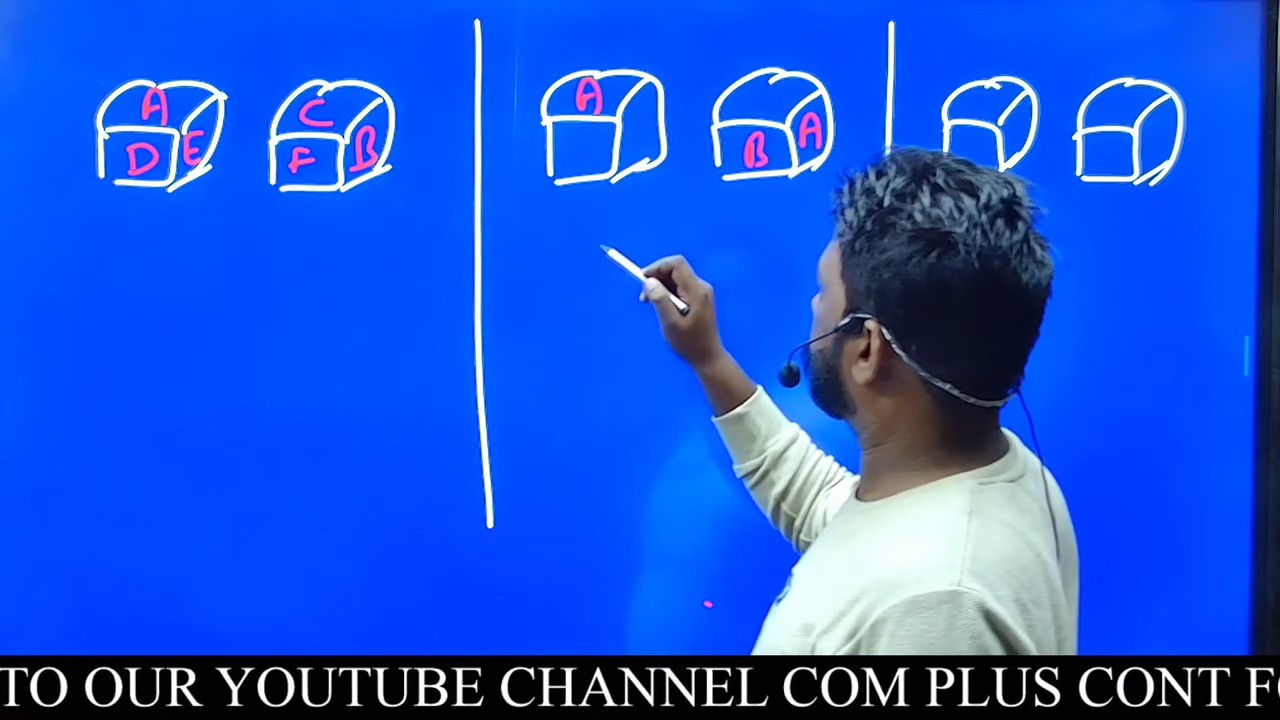 A
C
A
D E
F B
B A
TO OUR YOUTUBE CHANNEL COM PLUS CONT